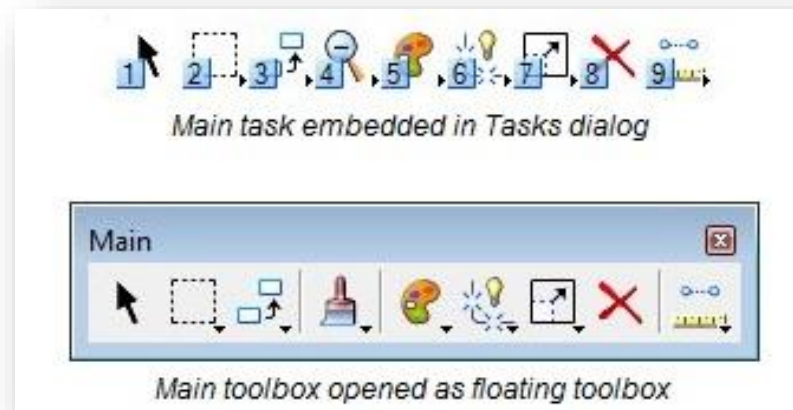 1 2 3 4 5 6 7 8 9
Main task embedded in Tasks dialog
Main
Main toolbox opened as floating toolbox